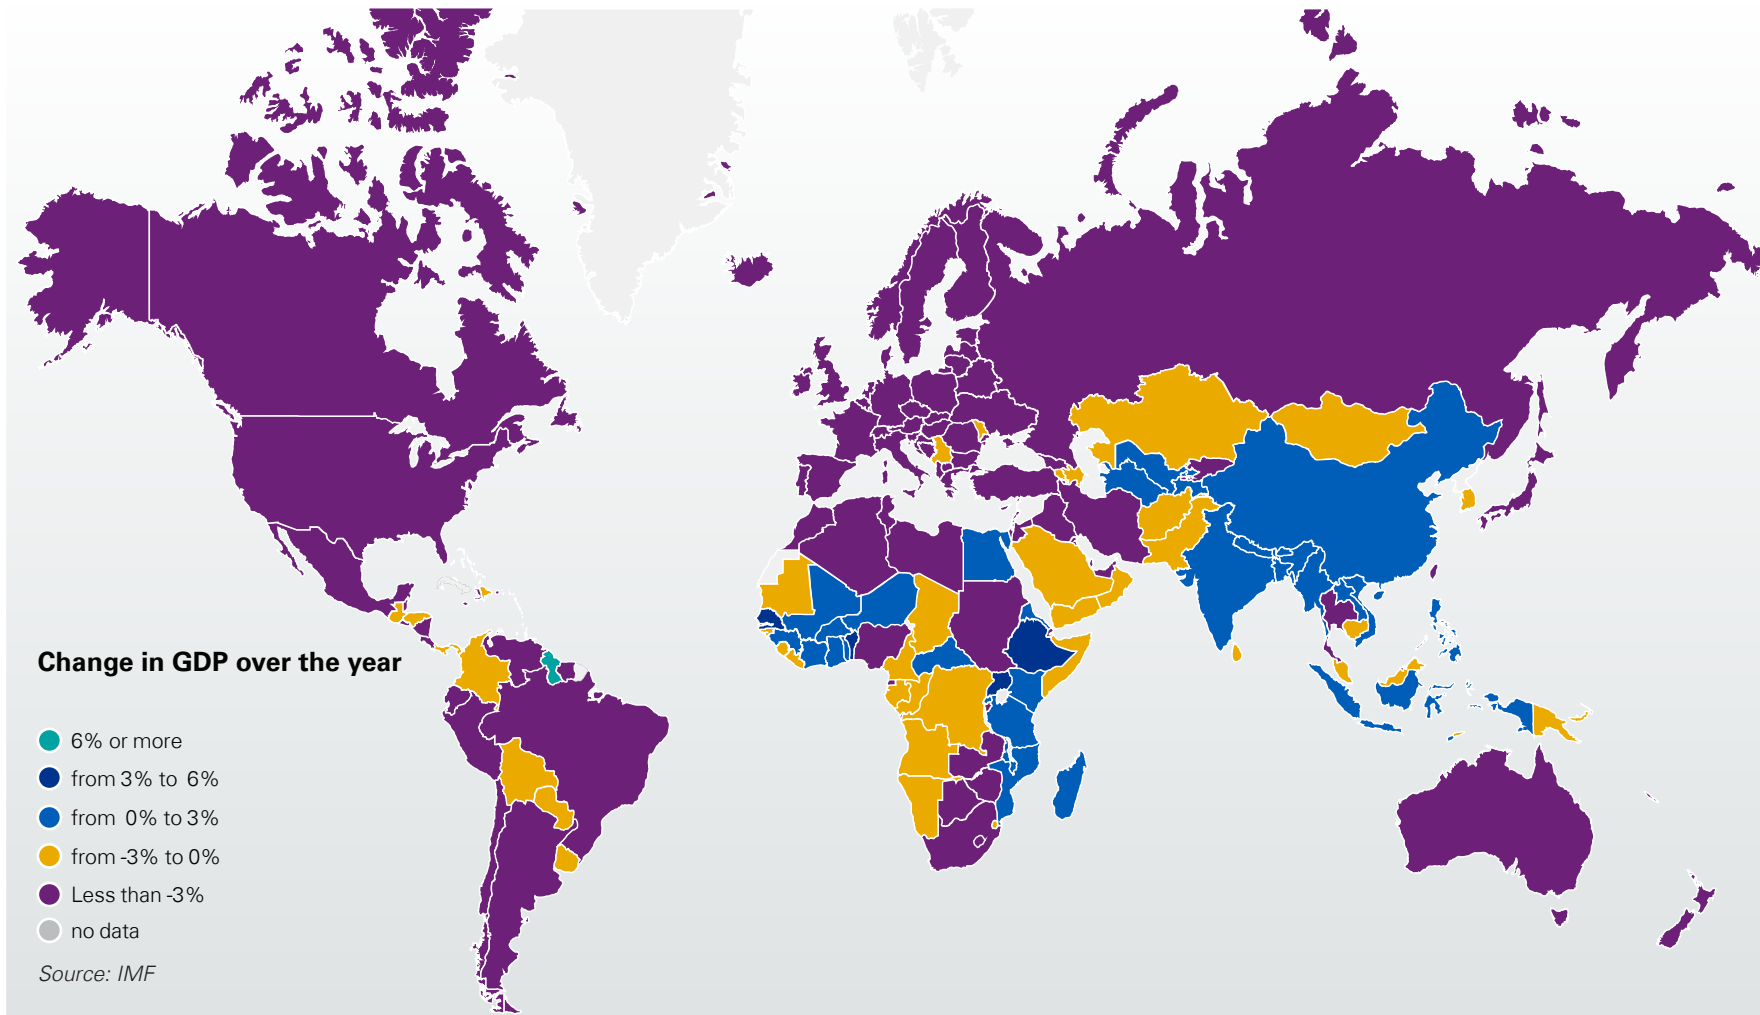 Change in GDP over the year
6% or more
from 3% to 6%
from 0% to 3%
from -3% to 0%
Less than -3%
no data
Source: IMF